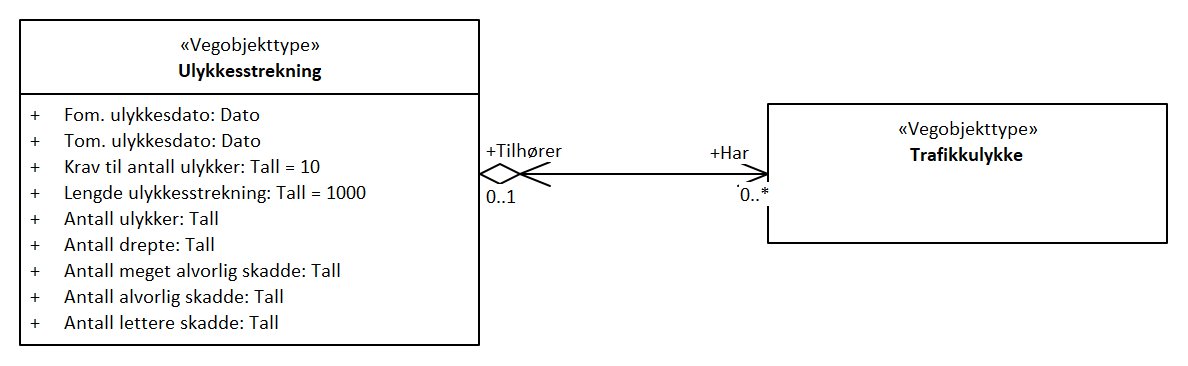 «Vegobjekttype»
Ulykkesstrekning
+ Fom. ulykkesdato: Dato
+ Tom. ulykkesdato: Dato
+ Krav til antall ulykker: Tall = 10
+ Lengde ulykkesstrekning: Tall = 1000
+ Antall ulykker: Tall
+ Antall drepte: Tall
+ Antall meget alvorlig skadde: Tall
+ Antall alvorlig skadde: Tall
+ Antall lettere skadde: Tall
+Tilhører
0..1
+Har
0..*
«Vegobjekttype»
Trafikkulykke